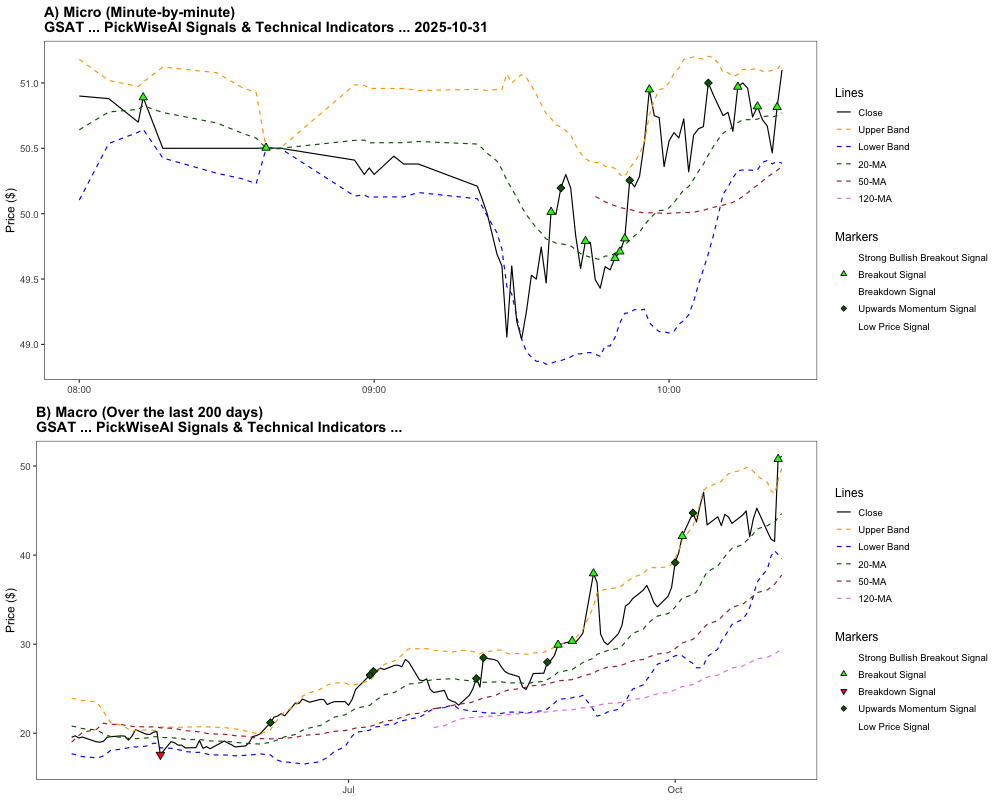 A) Micro (Minute-by-minute)
GSAT ... PickWiseAI Signals & Technical Indicators ... 2025-10-31
Price ($)
51.0
50.5
50.0
49.5
49.0
08:00
09:00
10:00
Lines
Close
Upper Band
Lower Band
20-MA
50-MA
120-MA
Markers
Strong Bullish Breakout Signal
Breakout Signal
Breakdown Signal
Upwards Momentum Signal
Low Price Signal
B) Macro (Over the last 200 days)
GSAT ... PickWiseAI Signals & Technical Indicators ...
Price ($)
50
40
30
20
Jul
Oct
Lines
Close
Upper Band
Lower Band
20-MA
50-MA
120-MA
Markers
Strong Bullish Breakout Signal
Breakout Signal
Breakdown Signal
Upwards Momentum Signal
Low Price Signal